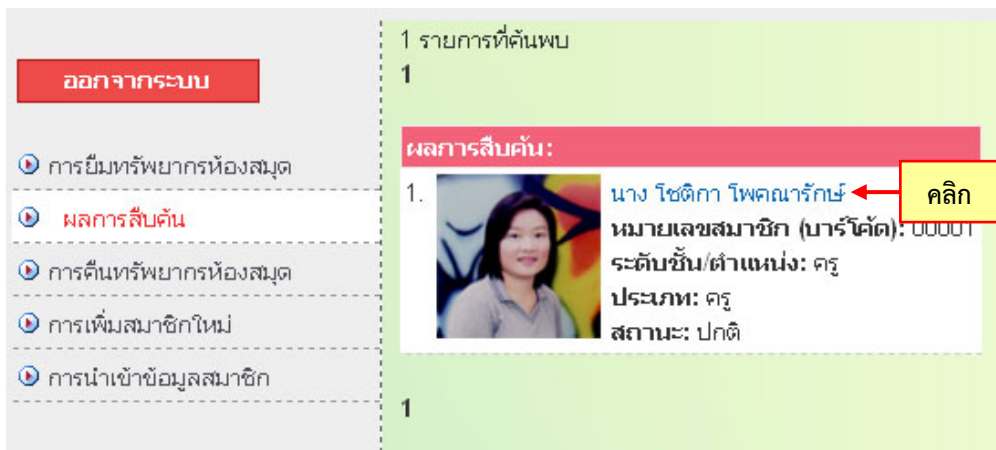 ออกจากระบบ
การยืมทรัพยากรห้องสมุด
ผลการสืบค้น
การคืนทรัพยากรห้องสมุด
การเพิ่มสมาชิกใหม่
การนำเข้าข้อมูลสมาชิก
1 รายการที่ค้นพบ
1
ผลการสืบค้น:
1.
นาง โชติกา โพคณารักษ์
คลิก
หมายเลขสมาชิก (บาร์โค้ด): 00001
ระดับชั้น/ตำแหน่ง: ครู
ประเภท: ครู
สถานะ: ปกติ
1